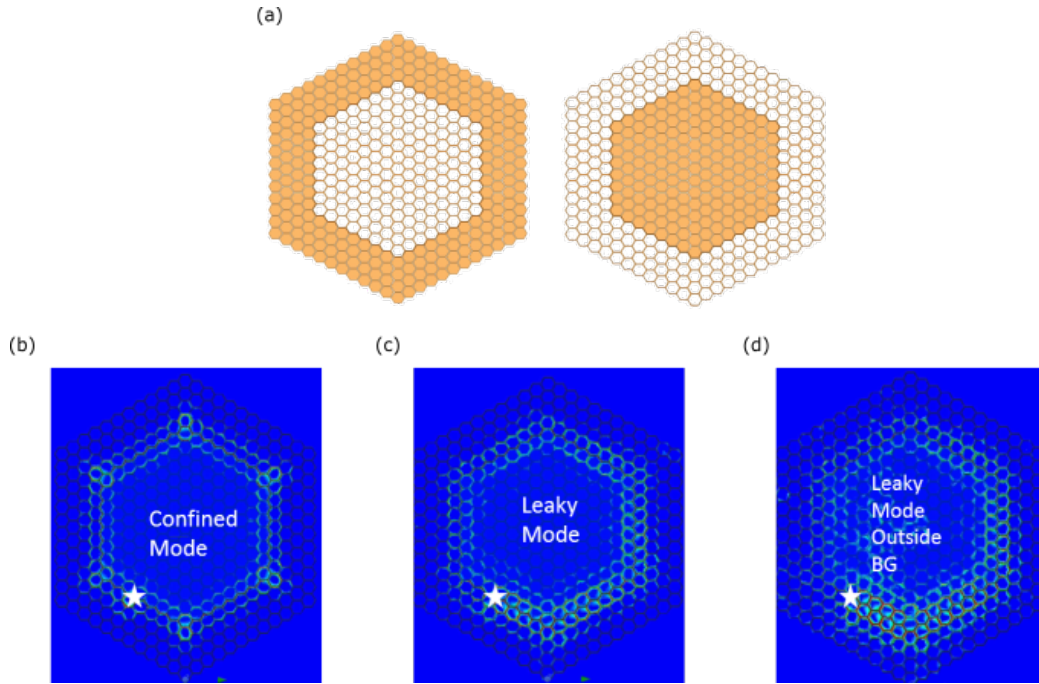 (a)
(b)
(c)
(d)
Confined
Mode
Leaky
Mode
Leaky
Mode
Outside
BG